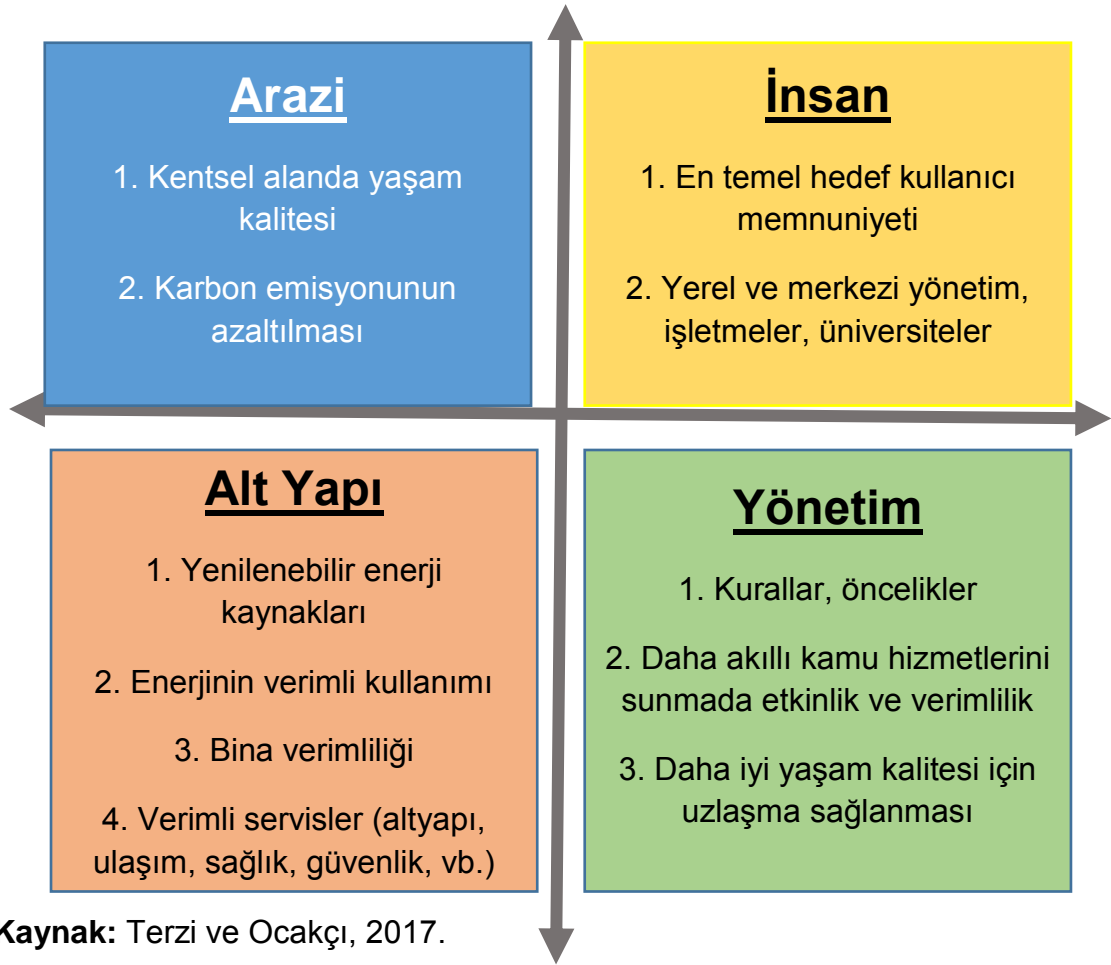 Arazi
1. Kentsel alanda yaşam
kalitesi
2. Karbon emisyonunun
azaltılması
İnsan
1. En temel hedef kullanıcı
memnuniyeti
2. Yerel ve merkezi yönetim,
işletmeler, üniversiteler
Alt Yapı
1. Yenilenebilir enerji
kaynakları
2. Enerjinin verimli kullanımı
3. Bina verimliliği
4. Verimli servisler (altyapı,
ulaşım, sağlık, güvenlik, vb.)
Yönetim
1. Kurallar, öncelikler
2. Daha akıllı kamu hizmetlerini
sunmada etkinlik ve verimlilik
3. Daha iyi yaşam kalitesi için
uzlaşma sağlanması
Kaynak: Terzi ve Ocakçı, 2017.